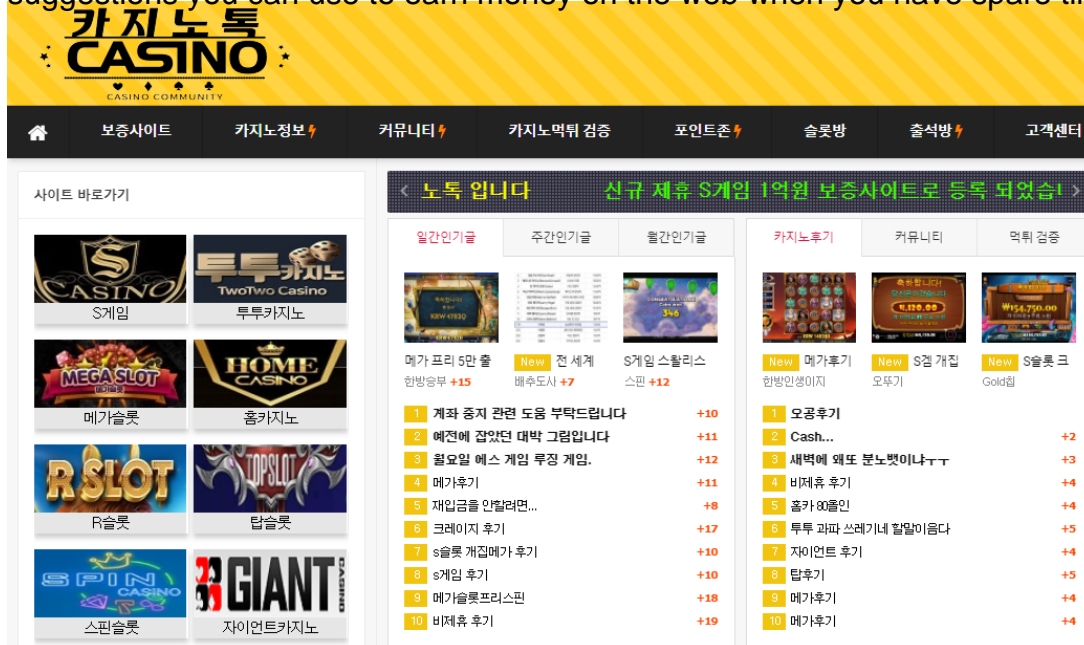 suggestions you can use to earn money on the web when you have spare ti
카지노톡
CASINO
CASINO COMMUNITY
보증사이트 카지노정보 커뮤니티 카지노먹튀 검증 포인트존 슬롯방 출석방 고객센터
사이트 바로가기
S CASINO
S게임
투투카지노
TwoTwo Casino
투투카지노
MEGA SLOT
메가슬롯
HOME CASINO
홈카지노
R SLOT
R슬롯
TOPSLOT
탑슬롯
SPIN CASINO
스핀슬롯
GIANT CASINO
자이언트카지노
노톡 입니다 신규 제휴 S게임 1억원 보증사이트로 등록 되었습
일간인기글 주간인기글 월간인기글
메가 프리 5만 출
한방승부 +15
New 전 세계
배추도사 +7
S게임 스왈리스
스핀 +12
1 계좌 중지 관련 도움 부탁드립니다 +10
2 예전에 잡았던 대박 그림입니다 +11
3 월요일 에스 게임 루징 게임. +12
4 메가후기 +11
5 재입금을 안할려면... +8
6 크레이지 후기 +17
7 s슬롯 개집메가 후기 +10
8 s게임 후기 +10
9 메가슬롯프리스핀 +18
10 비제휴 후기 +19
카지노후기 커뮤니티 먹튀 검증
New 메가후기
한방인생이지
New S겜 개집
오뚜기
New S슬롯 크
Gold칩
1 오공후기
2 Cash... +2
3 새벽에 왜또 분노뱃이냐ㅜㅜ +3
4 비제휴 후기 +4
5 홈카 80올인 +4
6 투투 과파 쓰레기네 할말이음다 +5
7 자이언트 후기 +4
8 탑후기 +5
9 메가후기 +4
10 메가후기 +4